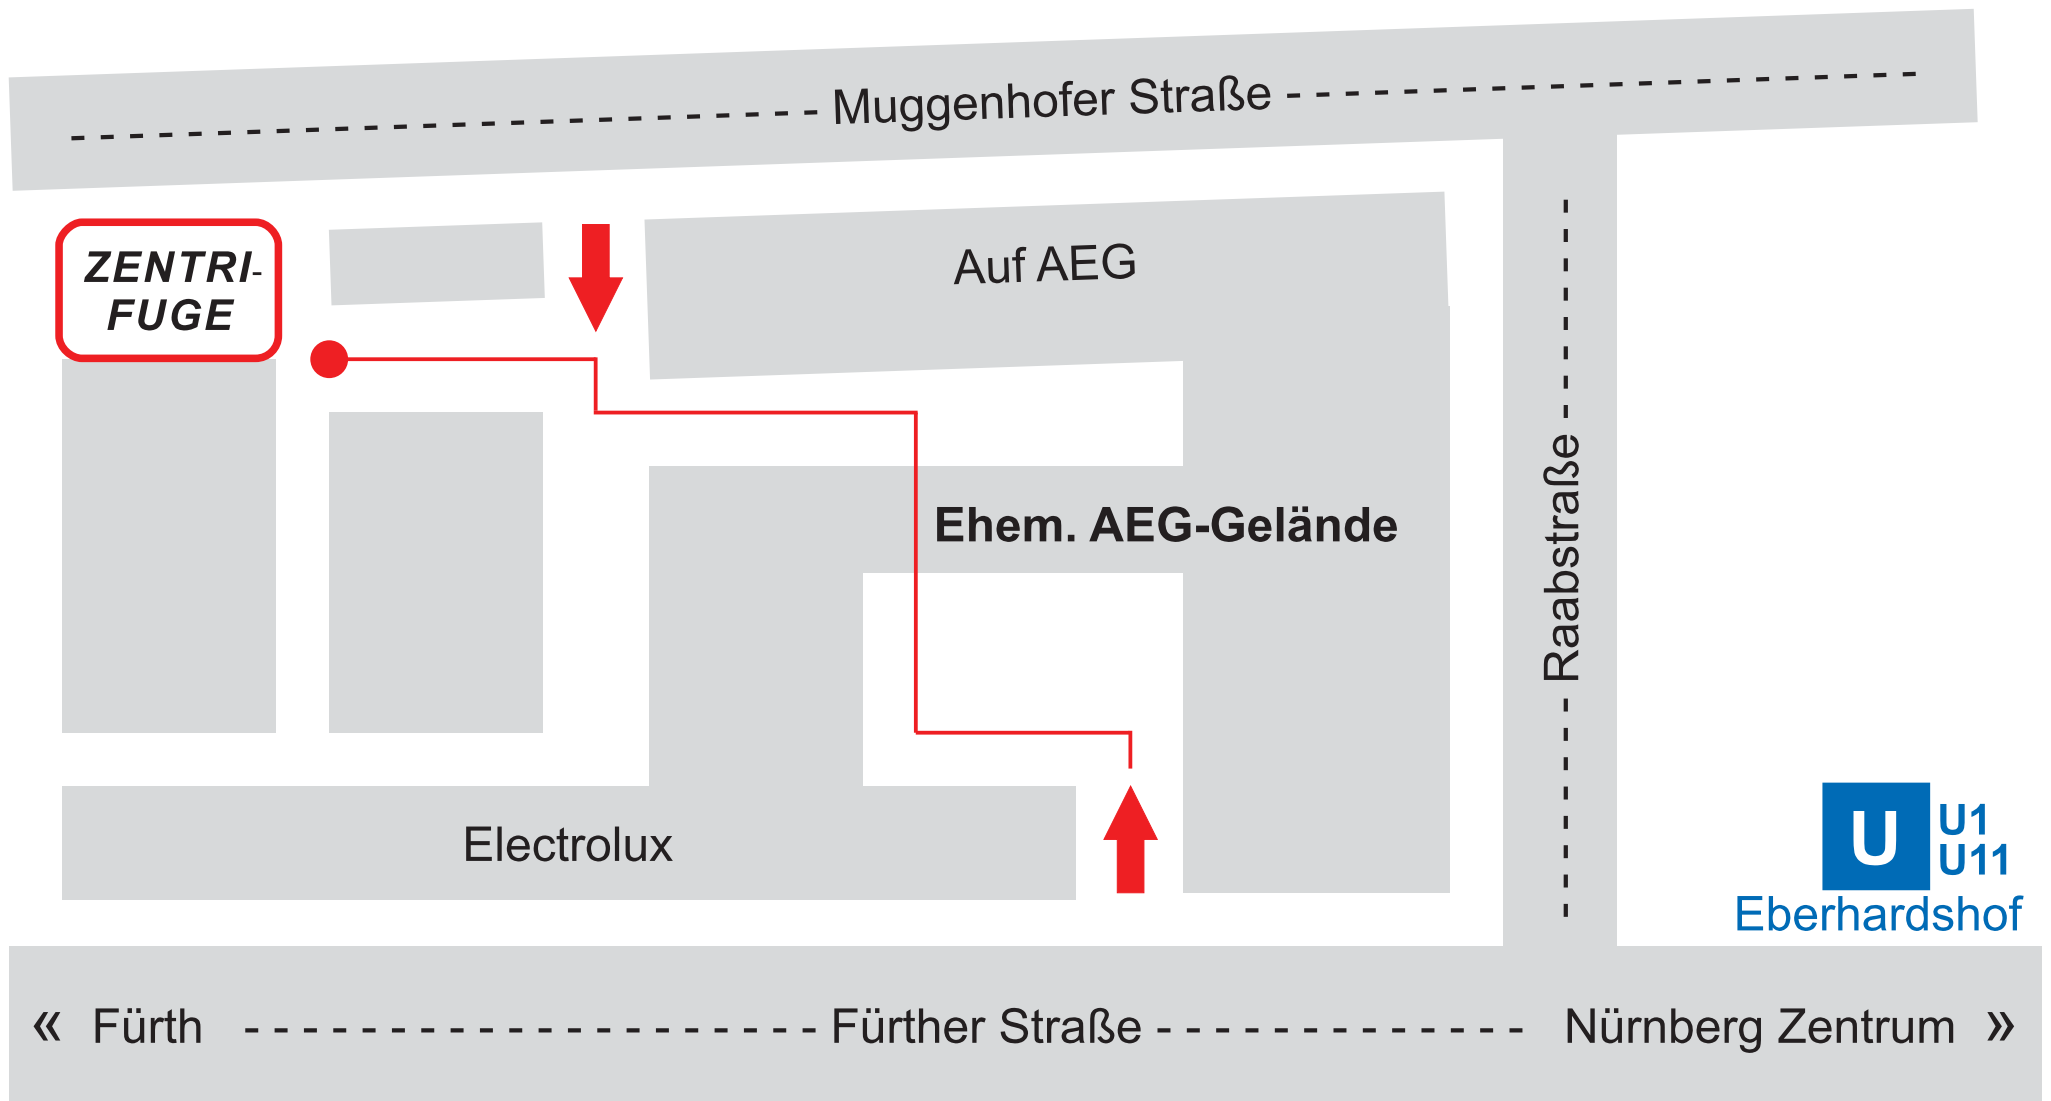 Muggenhofer Straße
ZENTRI-
FUGE
Auf AEG
Ehem. AEG-Gelände
Raabstraße
Electrolux
U
U1
U11
Eberhardshof
« Fürth
Fürther Straße
Nürnberg Zentrum »